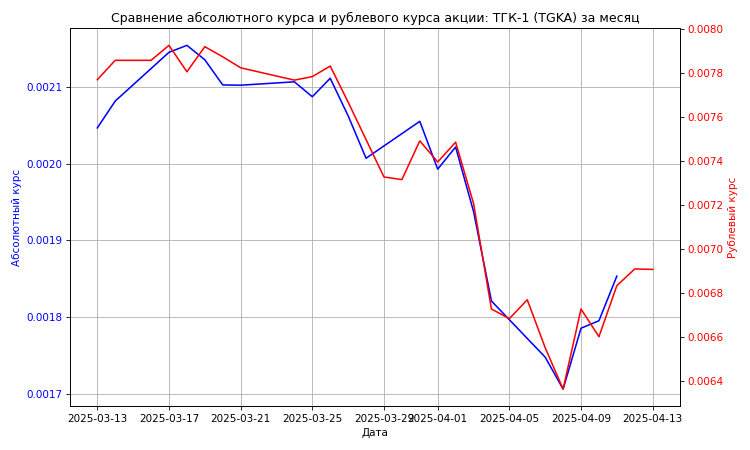 Сравнение абсолютного курса и рублевого курса акции: ТГК-1 (TGKA) за месяц
0.0021
0.0020
0.0019
0.0018
0.0017
Абсолютный курс
0.0080
0.0078
0.0076
0.0074
0.0072
0.0070
0.0068
0.0066
0.0064
Рублевый курс
2025-03-13 2025-03-17 2025-03-21 2025-03-25 2025-03-29 2025-04-01 2025-04-05 2025-04-09 2025-04-13
Дата